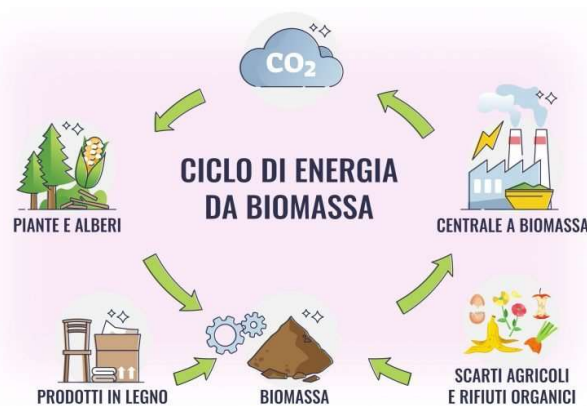 CO₂
CICLO DI ENERGIA
DA BIOMASSA
PIANTE E ALBERI
CENTRALE A BIOMASSA
PRODOTTI IN LEGNO
BIOMASSA
SCARTI AGRICOLI
E RIFIUTI ORGANICI